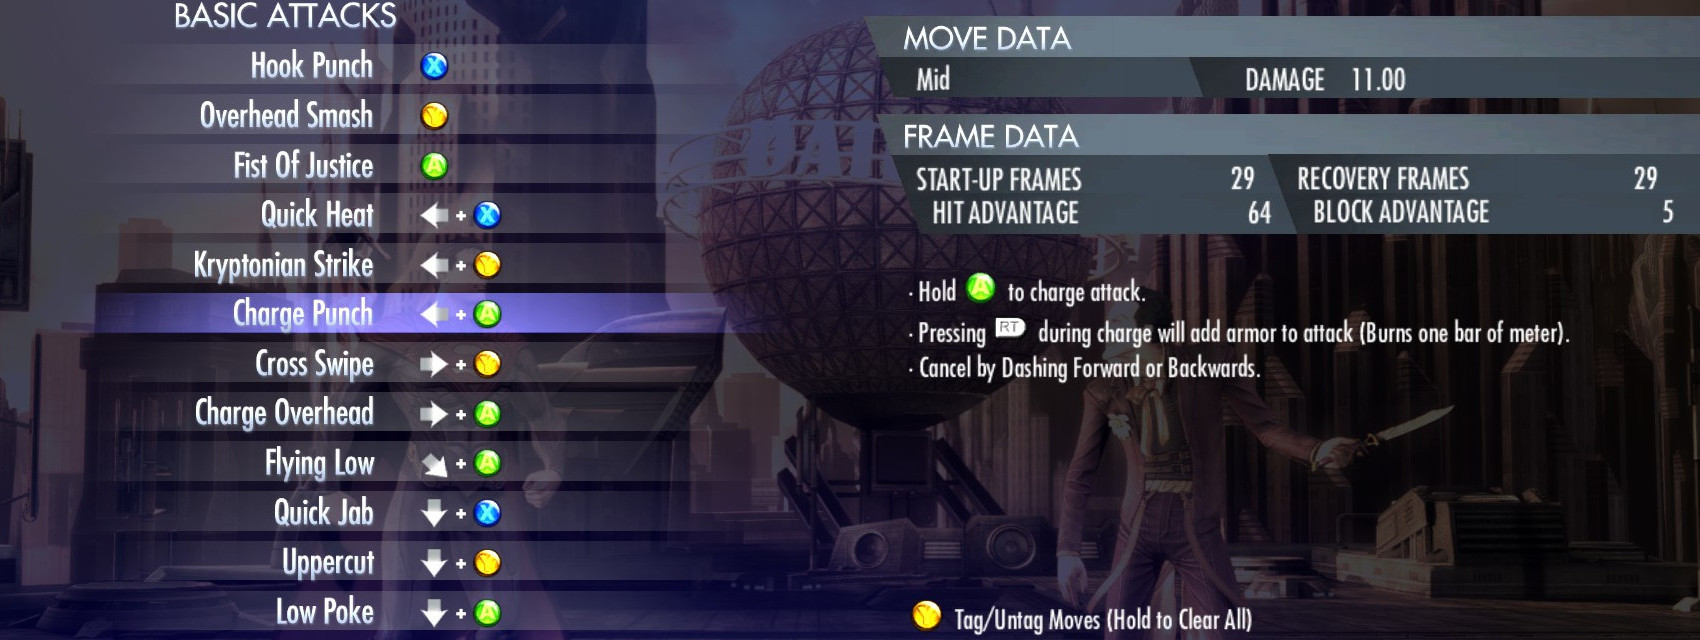 BASIC ATTACKS
Hook Punch X
Overhead Smash Y
Fist Of Justice A
Quick Heat + X
Kryptonian Strike + Y
Charge Punch + A
Cross Swipe + Y
Charge Overhead + A
Flying Low + A
Quick Jab + X
Uppercut + Y
Low Poke + A
MOVE DATA
Mid DAMAGE 11.00
FRAME DATA
START-UP FRAMES 29 RECOVERY FRAMES 29
HIT ADVANTAGE 64 BLOCK ADVANTAGE 5
· Hold A to charge attack.
· Pressing RT during charge will add armor to attack (Burns one bar of meter).
· Cancel by Dashing Forward or Backwards.
Y Tag/Untag Moves (Hold to Clear All)